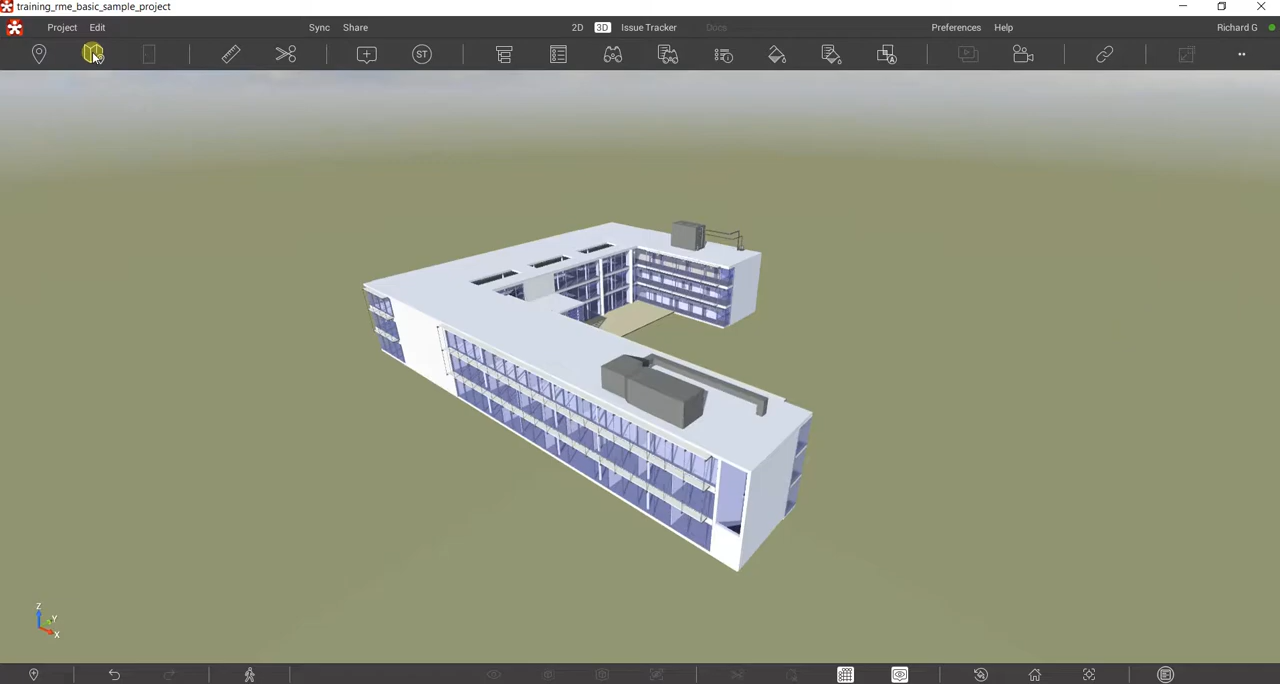 training_rme_basic_sample_project
Project Edit Sync Share 2D 3D Issue Tracker Docs Preferences Help Richard G
ST
A
Z
Y
X